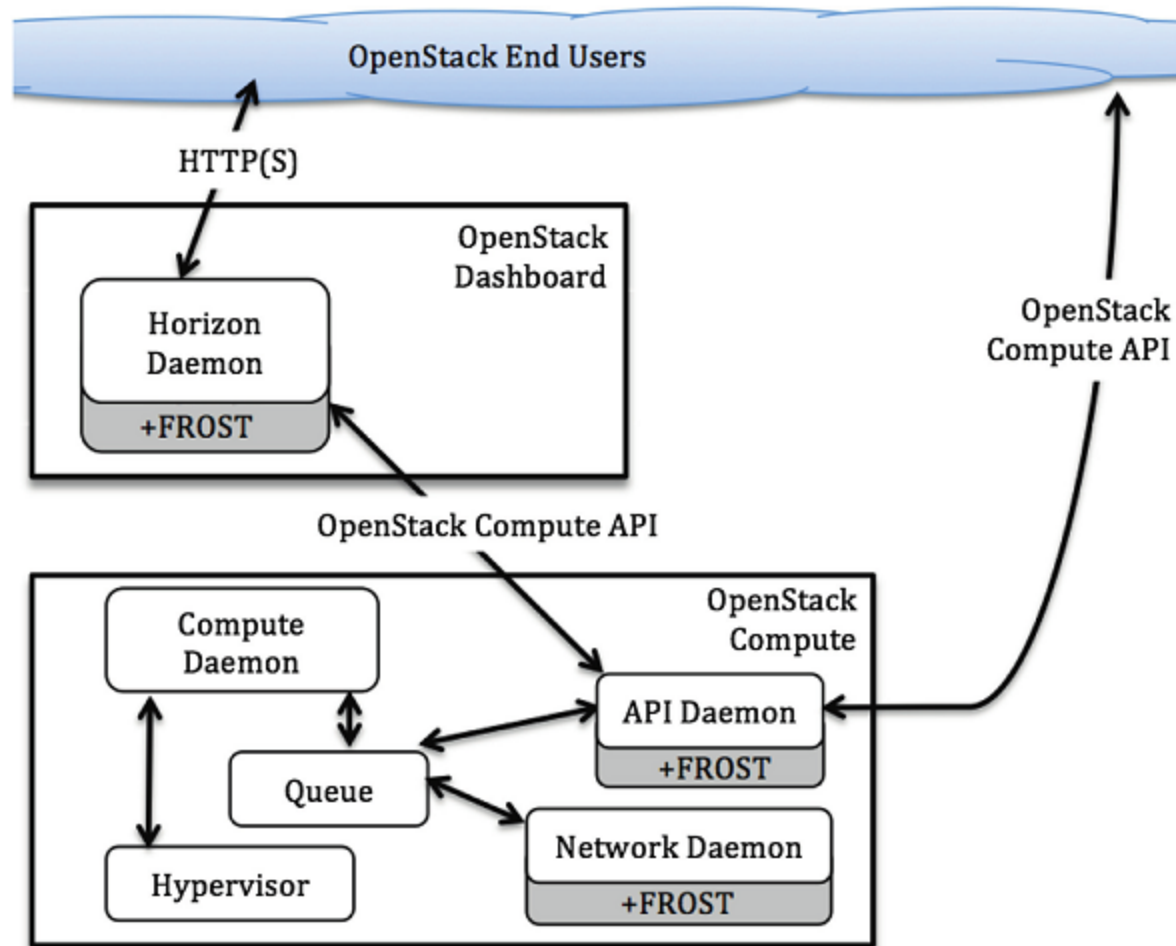 OpenStack End Users
HTTP(S)
OpenStack
Dashboard
Horizon
Daemon
+FROST
OpenStack
Compute API
OpenStack Compute API
OpenStack
Compute
Compute
Daemon
API Daemon
+FROST
Queue
Network Daemon
+FROST
Hypervisor